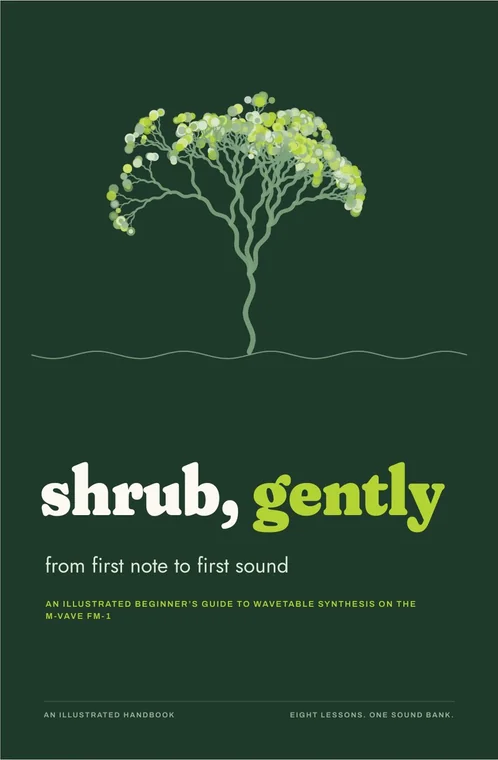 shrub, gently
from first note to first sound
AN ILLUSTRATED BEGINNER'S GUIDE TO WAVETABLE SYNTHESIS ON THE
M-VAVE FM-1
AN ILLUSTRATED HANDBOOK
EIGHT LESSONS. ONE SOUND BANK.